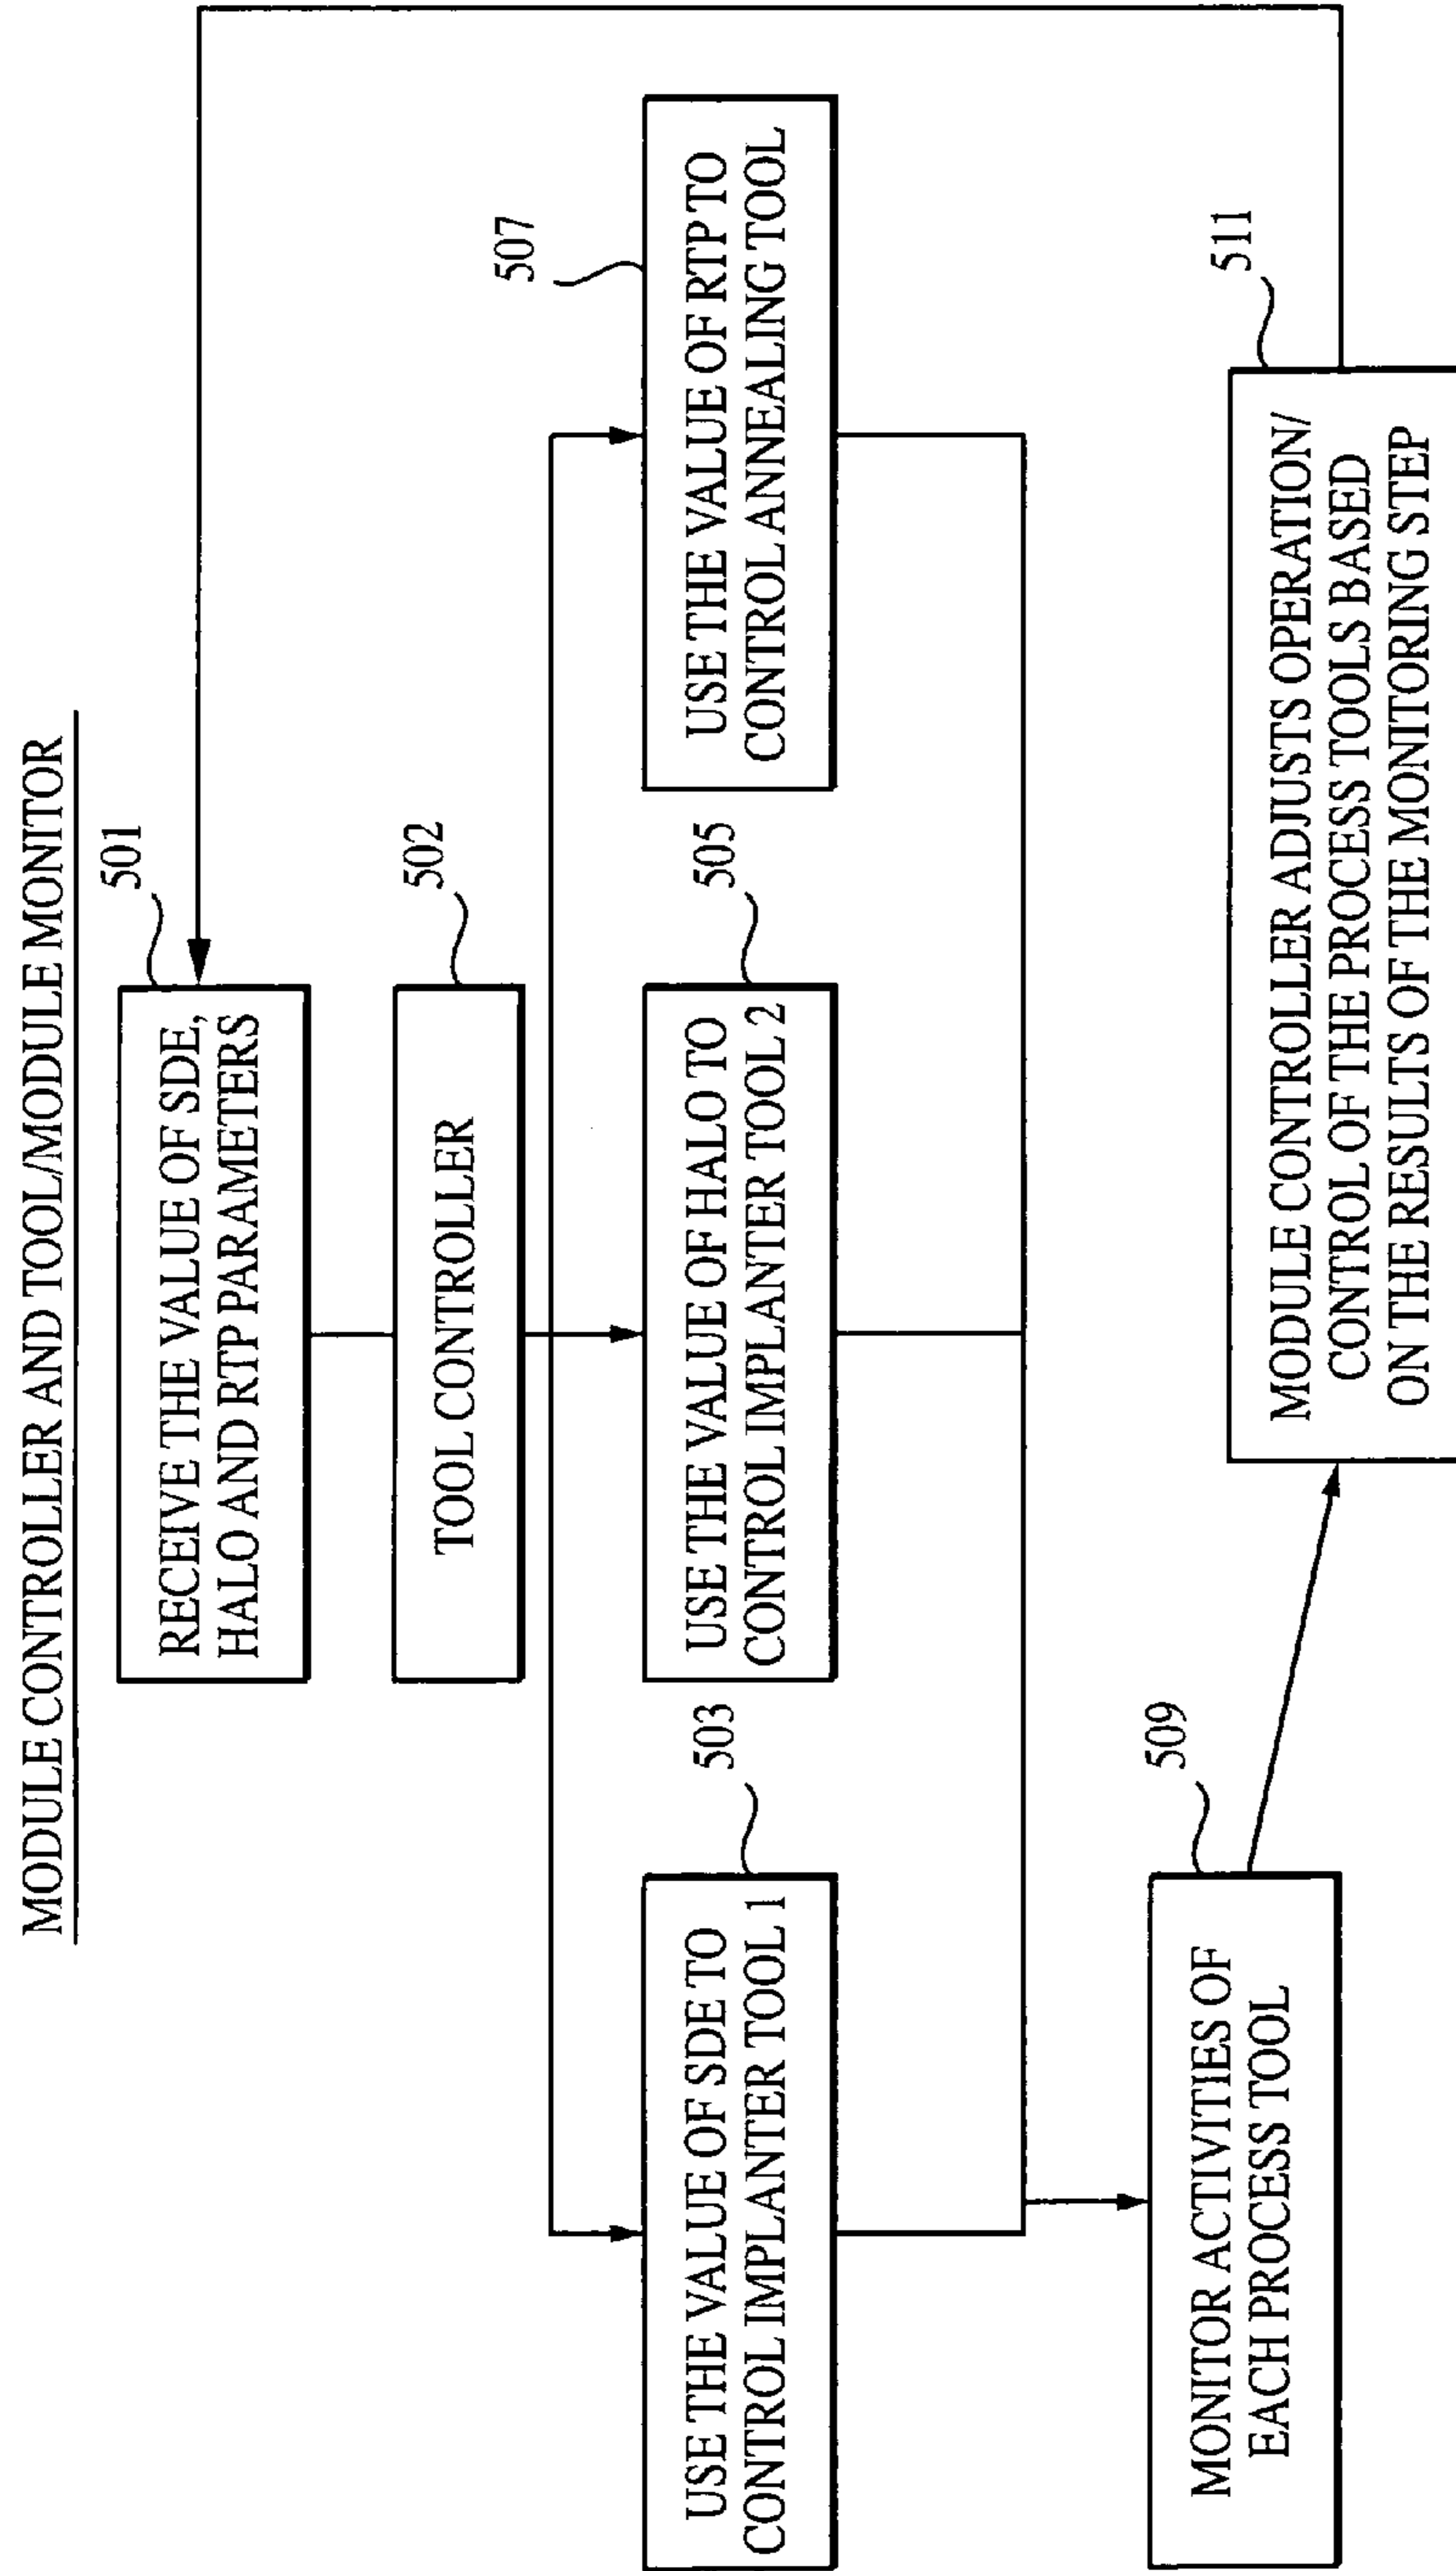 MODULE CONTROLLER AND TOOL/MODULE MONITOR
501
RECEIVE THE VALUE OF SDE,
HALO AND RTP PARAMETERS
502
TOOL CONTROLLER
503
USE THE VALUE OF SDE TO
CONTROL IMPLANTER TOOL 1
505
USE THE VALUE OF HALO TO
CONTROL IMPLANTER TOOL 2
507
USE THE VALUE OF RTP TO
CONTROL ANNEALING TOOL
509
MONITOR ACTIVITIES OF
EACH PROCESS TOOL
511
MODULE CONTROLLER ADJUSTS OPERATION/
CONTROL OF THE PROCESS TOOLS BASED
ON THE RESULTS OF THE MONITORING STEP